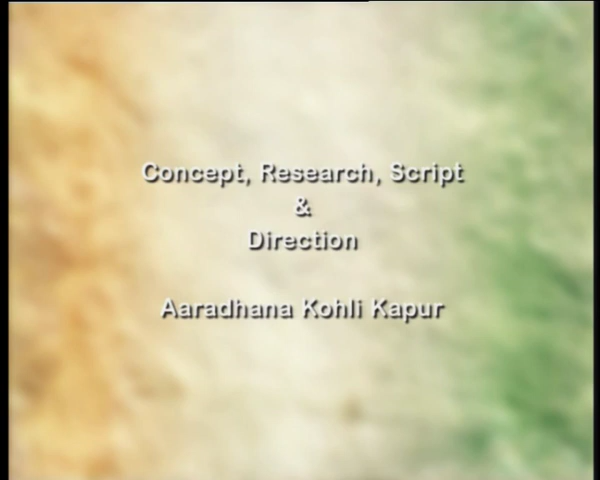 Concept, Research, Script
&
Direction
Aaradhana Kohli Kapur